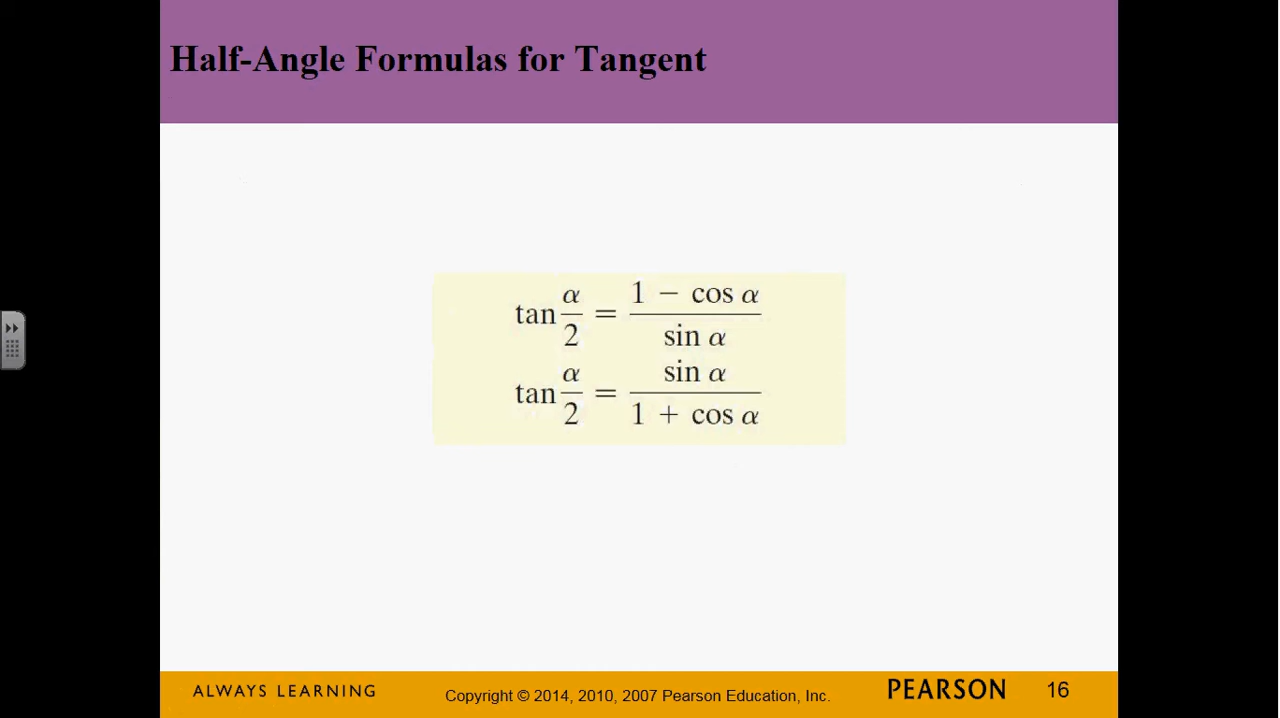 Half-Angle Formulas for Tangent
tan α/2 = (1 − cos α)/(sin α)
tan α/2 = (sin α)/(1 + cos α)
ALWAYS LEARNING
Copyright © 2014, 2010, 2007 Pearson Education, Inc.
PEARSON
16